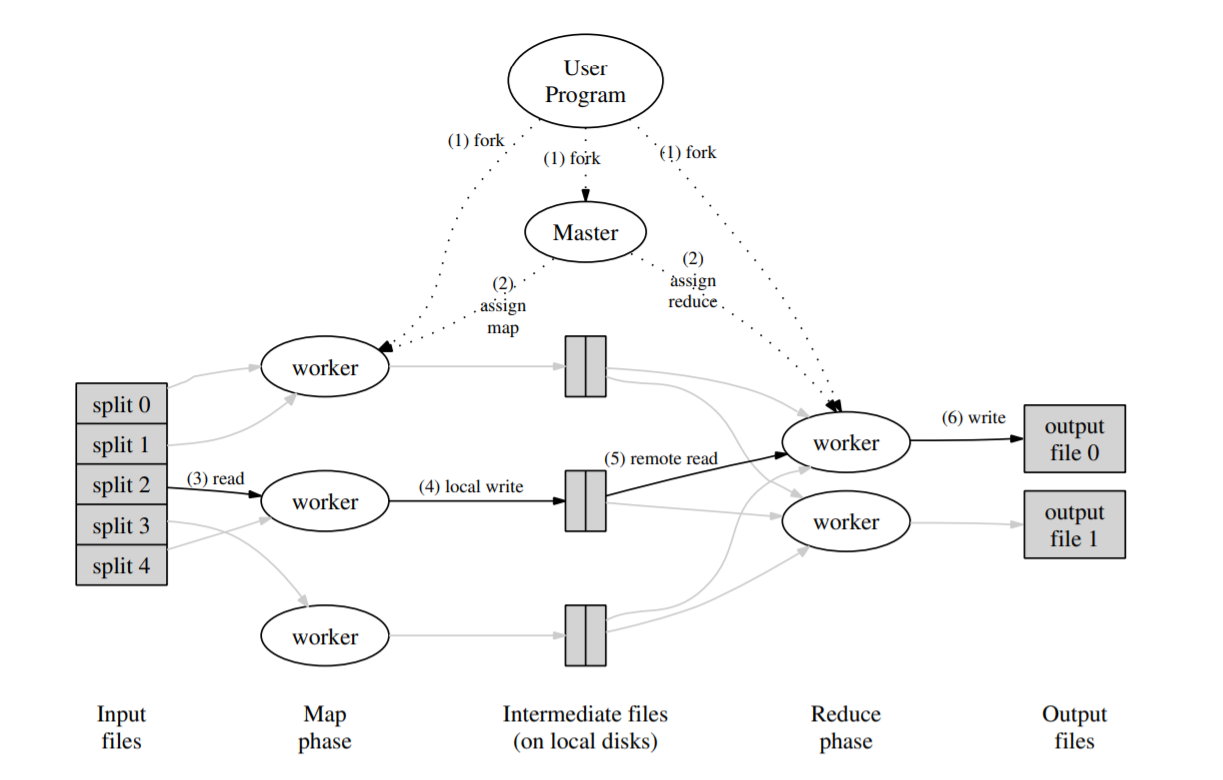 User
Program
(1) fork
(1) fork
(1) fork
Master
(2)
assign
map
(2)
assign
reduce
worker
split 0
split 1
split 2
split 3
split 4
(3) read
worker
(4) local write
(5) remote read
worker
(6) write
output
file 0
worker
output
file 1
worker
Input
files
Map
phase
Intermediate files
(on local disks)
Reduce
phase
Output
files